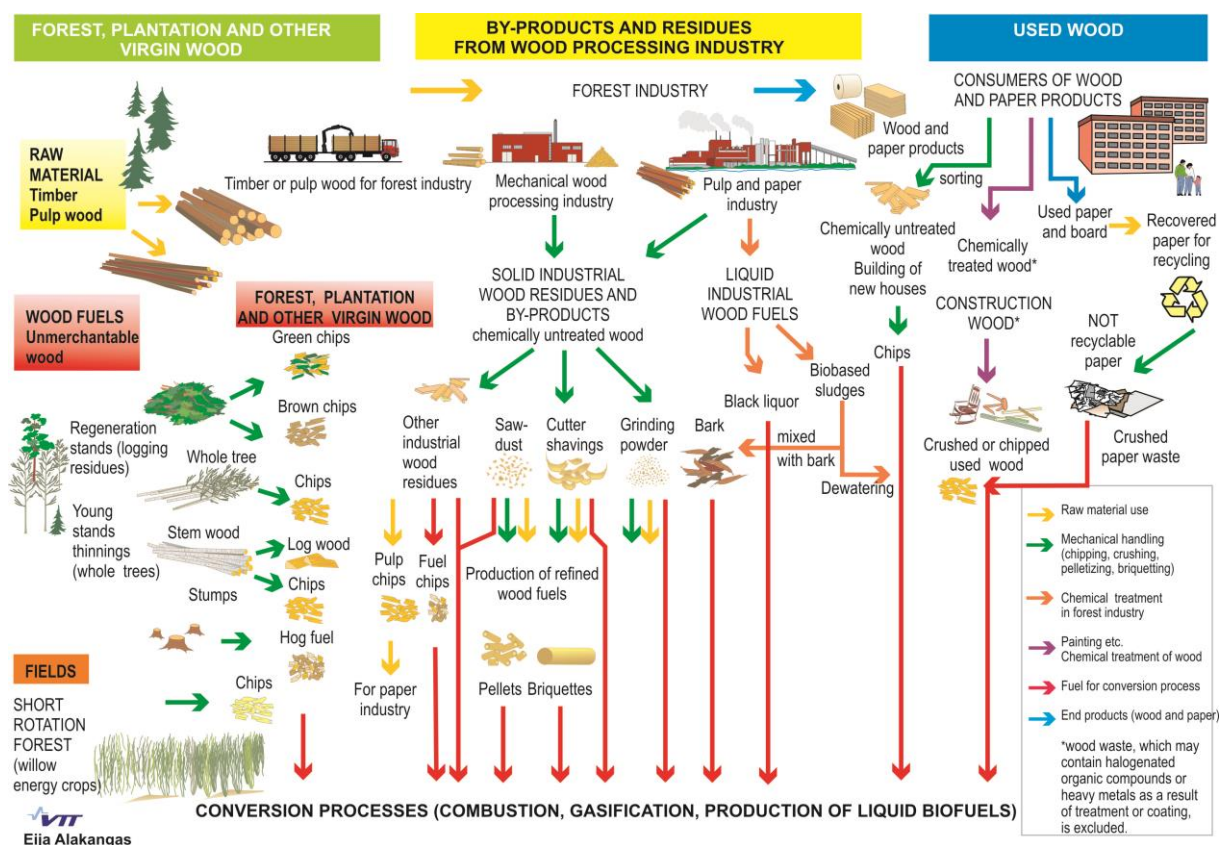 FOREST, PLANTATION AND OTHER
VIRGIN WOOD
BY-PRODUCTS AND RESIDUES
FROM WOOD PROCESSING INDUSTRY
USED WOOD
RAW
MATERIAL
Timber
Pulp wood
Timber or pulp wood for forest industry
FOREST INDUSTRY
Mechanical wood
processing industry
Pulp and paper
industry
Wood and
paper products
CONSUMERS OF WOOD
AND PAPER PRODUCTS
sorting
Chemically untreated
wood
Building of
new houses
Chemically
treated wood*
Used paper
and board
Recovered
paper for
recycling
WOOD FUELS
Unmerchantable
wood
FOREST, PLANTATION
AND OTHER VIRGIN WOOD
Green chips
Brown chips
Regeneration
stands (logging
residues)
Whole tree
Chips
Young
stands
thinnings
(whole trees)
Stem wood
Log wood
Chips
Stumps
Hog fuel
FIELDS
Chips
SHORT
ROTATION
FOREST
(willow
energy crops)
SOLID INDUSTRIAL
WOOD RESIDUES AND
BY-PRODUCTS
chemically untreated wood
LIQUID
INDUSTRIAL
WOOD FUELS
Other
industrial
wood
residues
Saw-
dust
Cutter
shavings
Grinding
powder
Bark
Black liquor
Biobased
sludges
mixed
with bark
Dewatering
Pulp
chips
Fuel
chips
Production of refined
wood fuels
For paper
industry
Pellets
Briquettes
Chips
CONSTRUCTION
WOOD*
NOT
recyclable
paper
Crushed or chipped
used wood
Crushed
paper waste
Raw material use
Mechanical handling
(chipping, crushing,
pelletizing, briquetting)
Chemical treatment
in forest industry
Painting etc.
Chemical treatment of wood
Fuel for conversion process
End products (wood and paper)
*wood waste, which may
contain halogenated
organic compounds or
heavy metals as a result
of treatment or coating,
is excluded.
CONVERSION PROCESSES (COMBUSTION, GASIFICATION, PRODUCTION OF LIQUID BIOFUELS)
VTT
Eija Alakangas